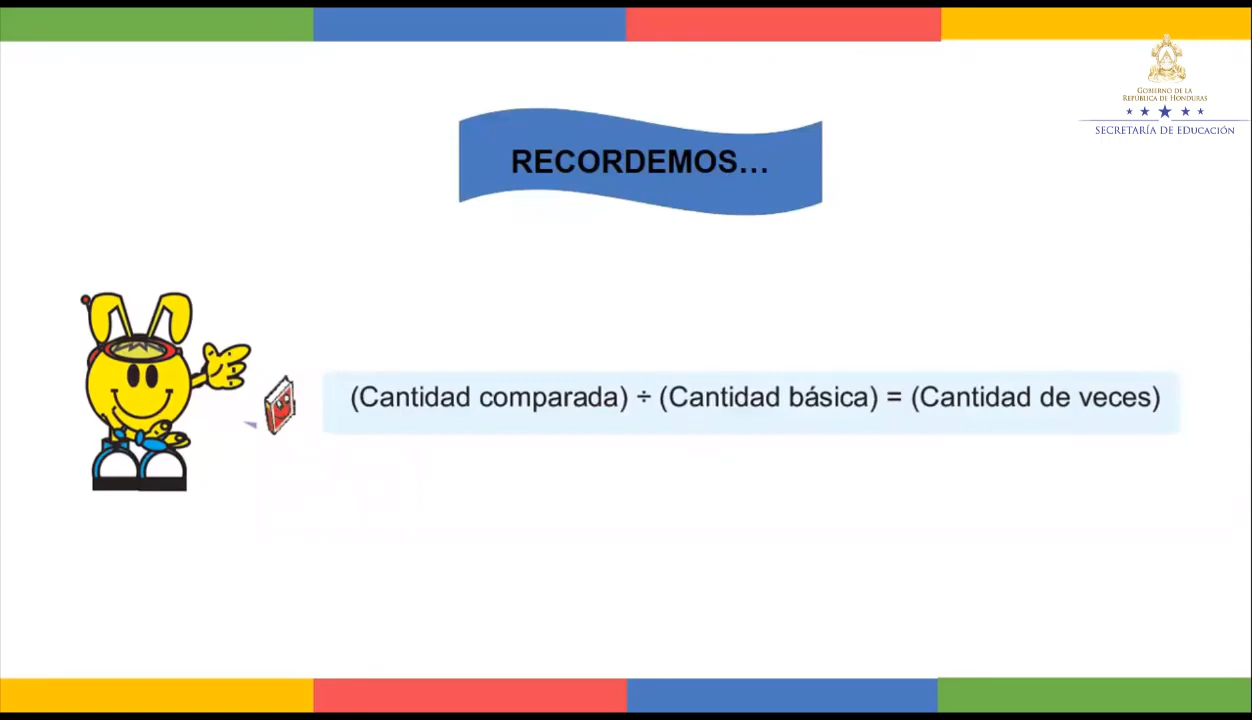 GOBIERNO DE LA
REPÚBLICA DE HONDURAS
SECRETARÍA DE EDUCACIÓN
RECORDEMOS...
(Cantidad comparada) ÷ (Cantidad básica) = (Cantidad de veces)